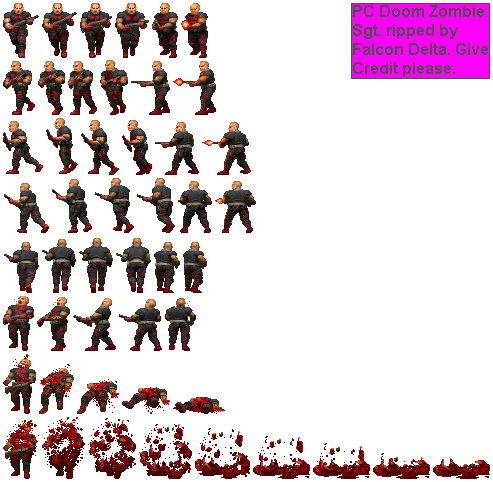 PC Doom Zombie
Sgt. ripped by
Falcon Delta. Give
Credit please.